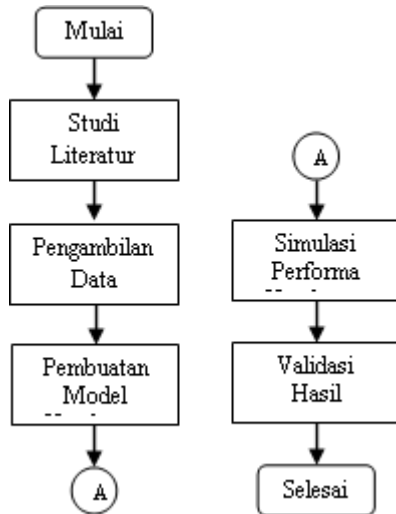 Mulai
Studi
Literatur
Pengambilan
Data
Pembuatan
Model
A
A
Simulasi
Performa
Validasi
Hasil
Selesai